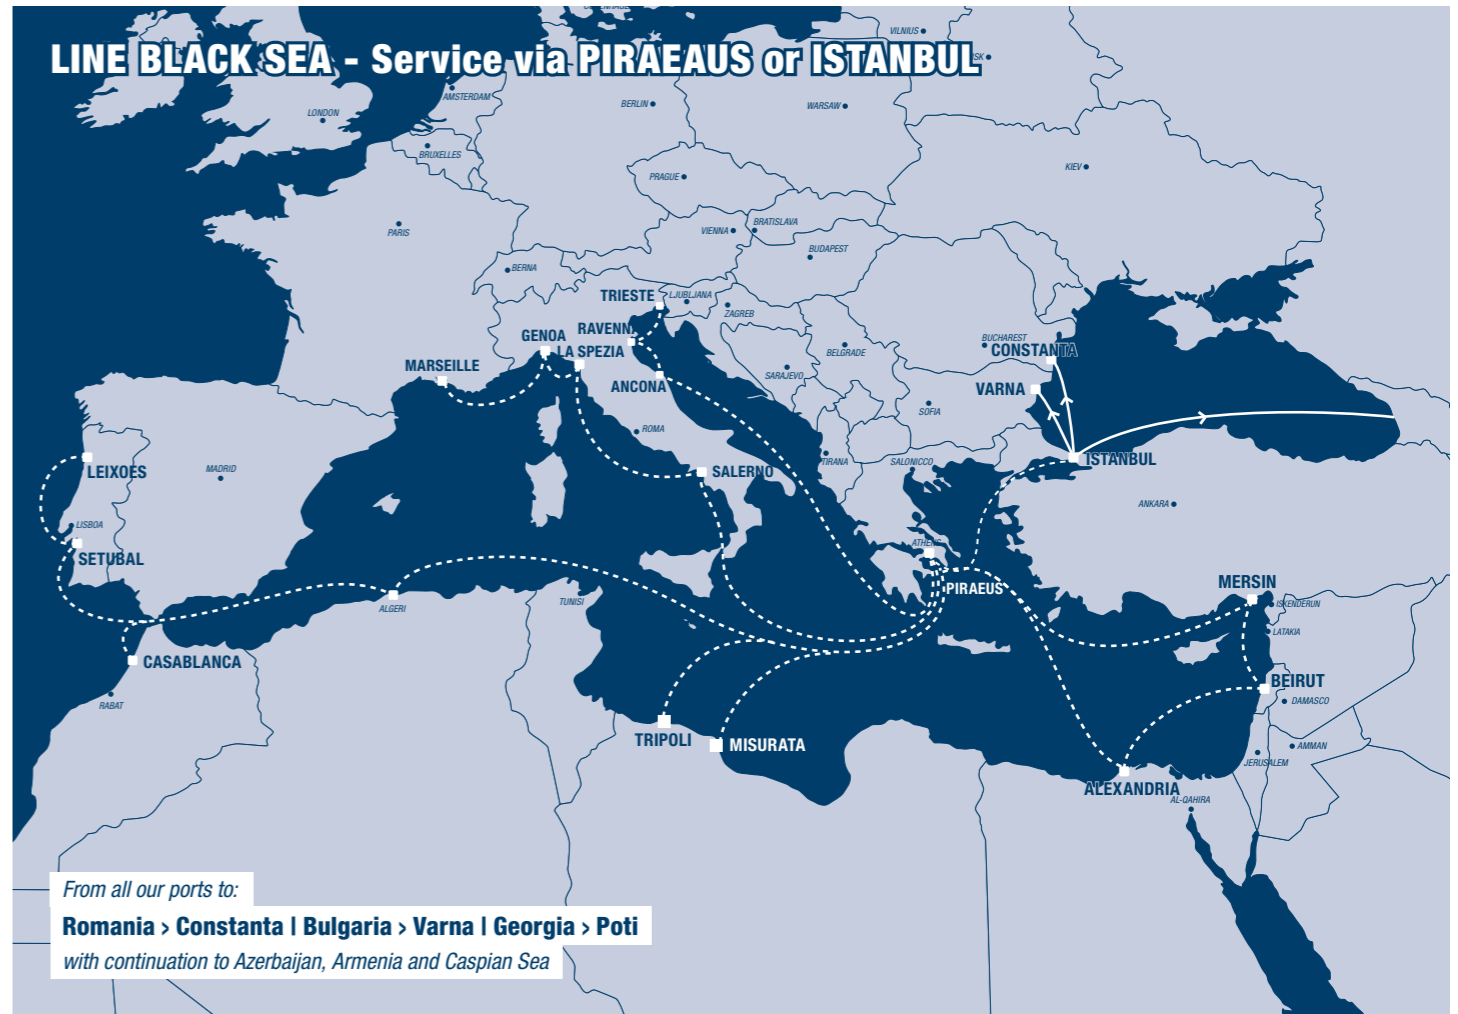 LINE BLACK SEA - Service via PIRAEAUS or ISTANBUL
VILNIUS
AMSTERDAM
BERLIN
WARSAW
LONDON
BRUXELLES
KIEV
PRAGUE
PARIS
VIENNA
BRATISLAVA
BUDAPEST
BERNA
TRIESTE
LJUBLJANA
ZAGREB
GENOA
RAVENNA
LA SPEZIA
BUCHAREST
CONSTANTA
BELGRADE
MARSEILLE
ANCONA
SARAJEVO
VARNA
SOFIA
ROMA
LEIXOES
MADRID
SALERNO
TIRANA
SALONICCO
ISTANBUL
ANKARA
LISBOA
SETUBAL
ATHENS
PIRAEUS
MERSIN
ISKENDERUN
ALGERI
TUNISI
LATAKIA
CASABLANCA
BEIRUT
DAMASCO
RABAT
TRIPOLI
MISURATA
AMMAN
JERUSALEM
ALEXANDRIA
AL-QAHIRA
From all our ports to:
Romania > Constanta | Bulgaria > Varna | Georgia > Poti
with continuation to Azerbaijan, Armenia and Caspian Sea